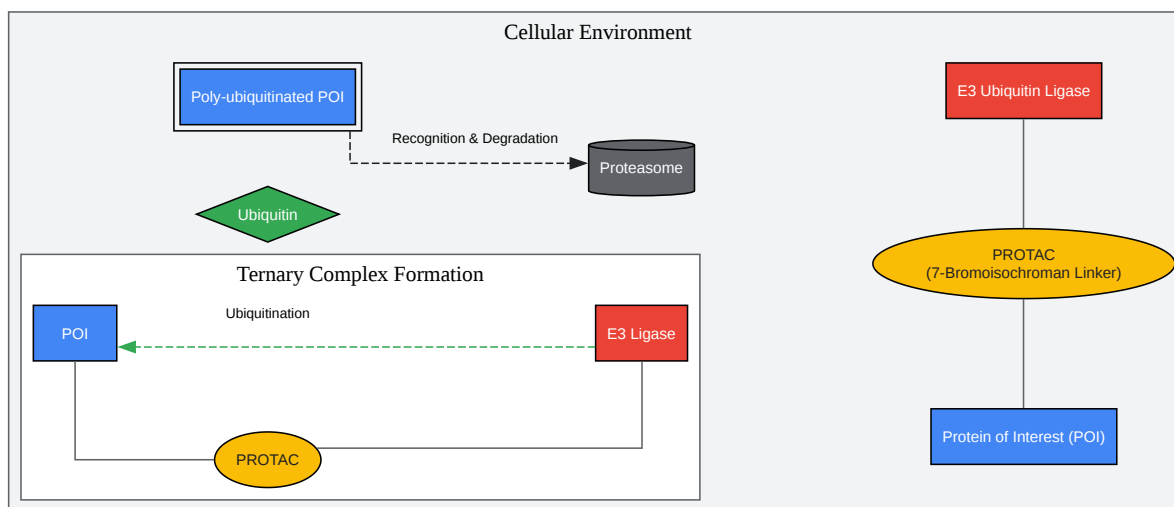 Cellular Environment
Poly-ubiquitinated POI
E3 Ubiquitin Ligase
Recognition & Degradation
Proteasome
Ubiquitin
PROTAC
(7-Bromoisochroman Linker)
Ternary Complex Formation
Ubiquitination
POI
E3 Ligase
Protein of Interest (POI)
PROTAC